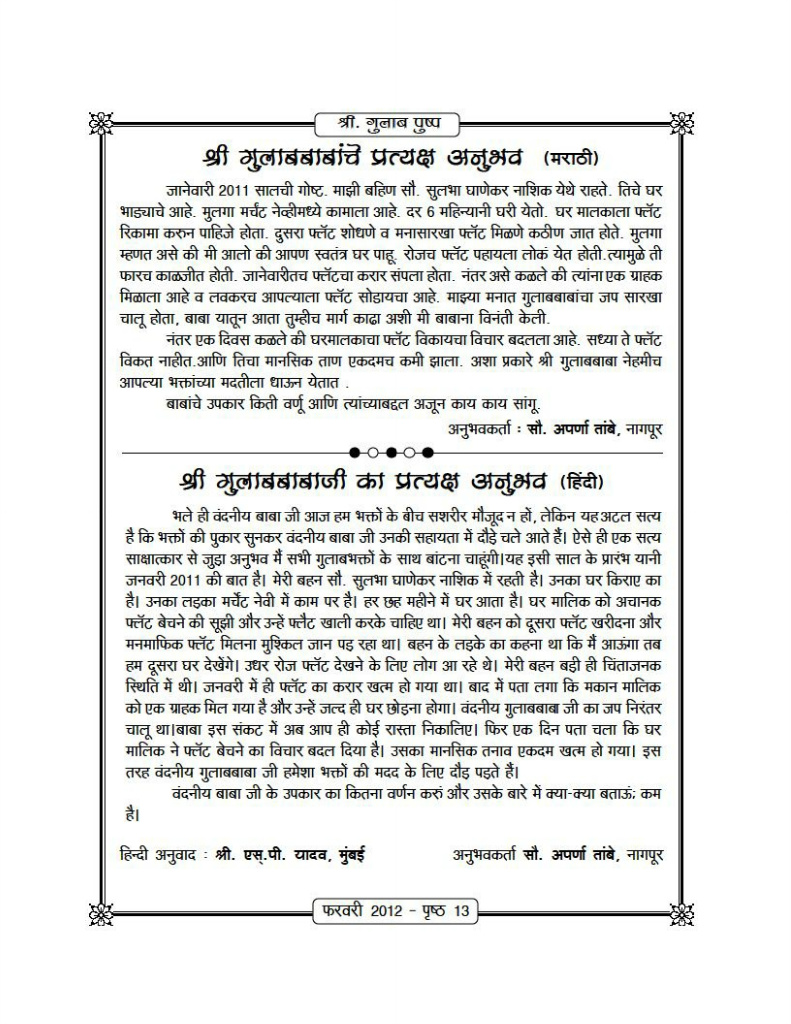 श्री. गुलाब पुष्प
श्री गुलाबबाबांचे प्रत्यक्ष अनुभव (मराठी)
जानेवारी 2011 सालची गोष्ट. माझी बहिण सौ. सुलभा घाणेकर नाशिक येथे राहते. तिचे घर
भाड्याचे आहे. मुलगा मर्चंट नेव्हीमध्ये कामाला आहे. दर 6 महिन्यानी घरी येतो. घर मालकाला फ्लॅट
रिकामा करुन पाहिजे होता. दुसरा फ्लॅट शोधणे व मनासारखा फ्लॅट मिळणे कठीण जात होते. मुलगा
म्हणत असे की मी आलो की आपण स्वतंत्र घर पाहू. रोजच फ्लॅट पहायला लोकं येत होती.त्यामुळे ती
फारच काळजीत होती. जानेवारीतच फ्लॅटचा करार संपला होता. नंतर असे कळले की त्यांना एक ग्राहक
मिळाला आहे व लवकरच आपल्याला फ्लॅट सोडायचा आहे. माझ्या मनात गुलाबबाबांचा जप सारखा
चालू होता, बाबा यातून आता तुम्हीच मार्ग काढा अशी मी बाबाना विनंती केली.
नंतर एक दिवस कळले की घरमालकाचा फ्लॅट विकायचा विचार बदलला आहे. सध्या ते फ्लॅट
विकत नाहीत.आणि तिचा मानसिक ताण एकदमच कमी झाला. अशा प्रकारे श्री गुलाबबाबा नेहमीच
आपल्या भक्तांच्या मदतीला धाऊन येतात .
बाबांचे उपकार किती वर्णू आणि त्यांच्याबद्दल अजून काय काय सांगू.
अनुभवकर्ता : सौ. अपर्णा तांबे, नागपूर
श्री गुलाबबाबाजी का प्रत्यक्ष अनुभव (हिंदी)
भले ही वंदनीय बाबा जी आज हम भक्तों के बीच सशरीर मौजूद न हों, लेकिन यह अटल सत्य
है कि भक्तों की पुकार सुनकर वंदनीय बाबा जी उनकी सहायता में दौड़े चले आते हैं। ऐसे ही एक सत्य
साक्षात्कार से जुड़ा अनुभव मैं सभी गुलाबभक्तों के साथ बांटना चाहूंगी।यह इसी साल के प्रारंभ यानी
जनवरी 2011 की बात है। मेरी बहन सौ. सुलभा घाणेकर नाशिक में रहती है। उनका घर किराए का
है। उनका लड़का मर्चेंट नेवी में काम पर है। हर छह महीने में घर आता है। घर मालिक को अचानक
फ्लॅट बेचने की सूझी और उन्हें फ्लैट खाली करके चाहिए था। मेरी बहन को दूसरा फ्लॅट खरीदना और
मनमाफिक फ्लॅट मिलना मुश्किल जान पड़ रहा था। बहन के लड़के का कहना था कि मैं आऊंगा तब
हम दूसरा घर देखेंगे। उधर रोज फ्लॅट देखने के लिए लोग आ रहे थे। मेरी बहन बड़ी ही चिंताजनक
स्थिति में थी। जनवरी में ही फ्लॅट का करार खत्म हो गया था। बाद में पता लगा कि मकान मालिक
को एक ग्राहक मिल गया है और उन्हें जल्द ही घर छोड़ना होगा। वंदनीय गुलाबबाबा जी का जप निरंतर
चालू था।बाबा इस संकट में अब आप ही कोई रास्ता निकालिए। फिर एक दिन पता चला कि घर
मालिक ने फ्लॅट बेचने का विचार बदल दिया है। उसका मानसिक तनाव एकदम खत्म हो गया। इस
तरह वंदनीय गुलाबबाबा जी हमेशा भक्तों की मदद के लिए दौड़ पड़ते हैं।
वंदनीय बाबा जी के उपकार का कितना वर्णन करुं और उसके बारे में क्या-क्या बताऊं; कम
है।
हिन्दी अनुवाद : श्री. एस्.पी. यादव, मुंबई अनुभवकर्ता सौ. अपर्णा तांबे, नागपूर
फरवरी 2012 - पृष्ठ 13